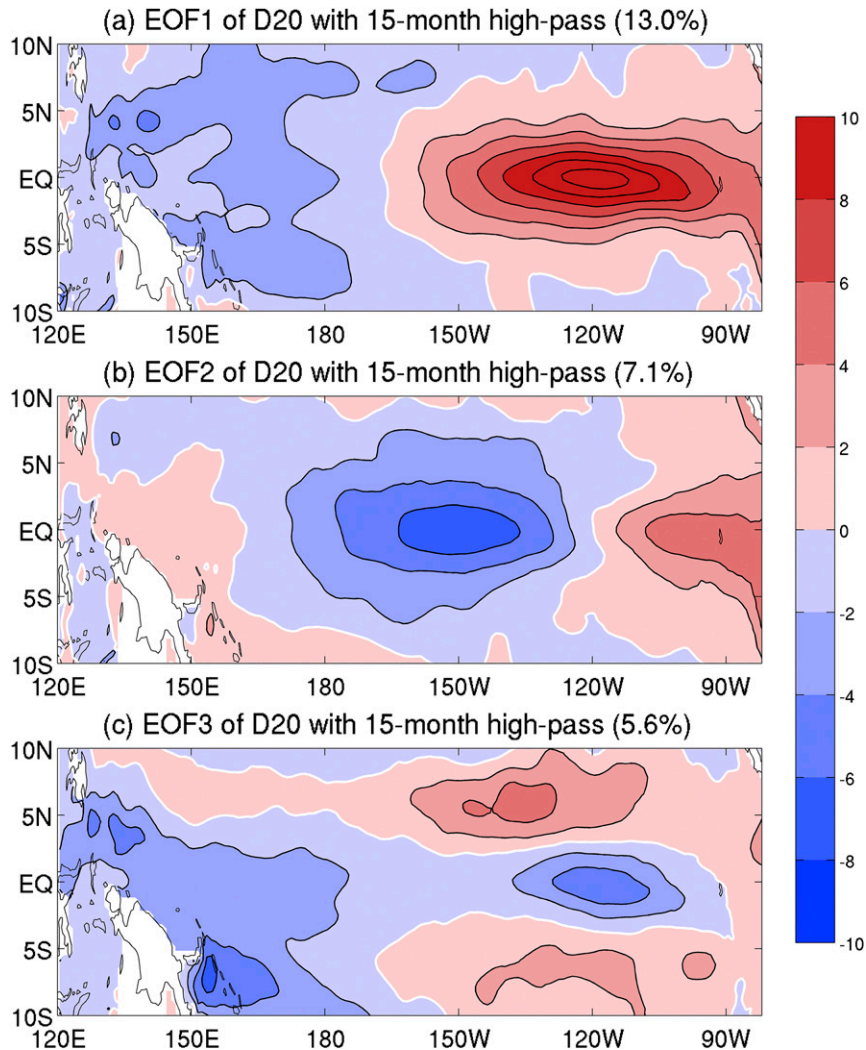 (a) EOF1 of D20 with 15-month high-pass (13.0%)
10N
5N
EQ
5S
10S
120E 150E 180 150W 120W 90W
(b) EOF2 of D20 with 15-month high-pass (7.1%)
10N
5N
EQ
5S
10S
120E 150E 180 150W 120W 90W
(c) EOF3 of D20 with 15-month high-pass (5.6%)
10N
5N
EQ
5S
10S
120E 150E 180 150W 120W 90W
10
8
6
4
2
0
-2
-4
-6
-8
-10